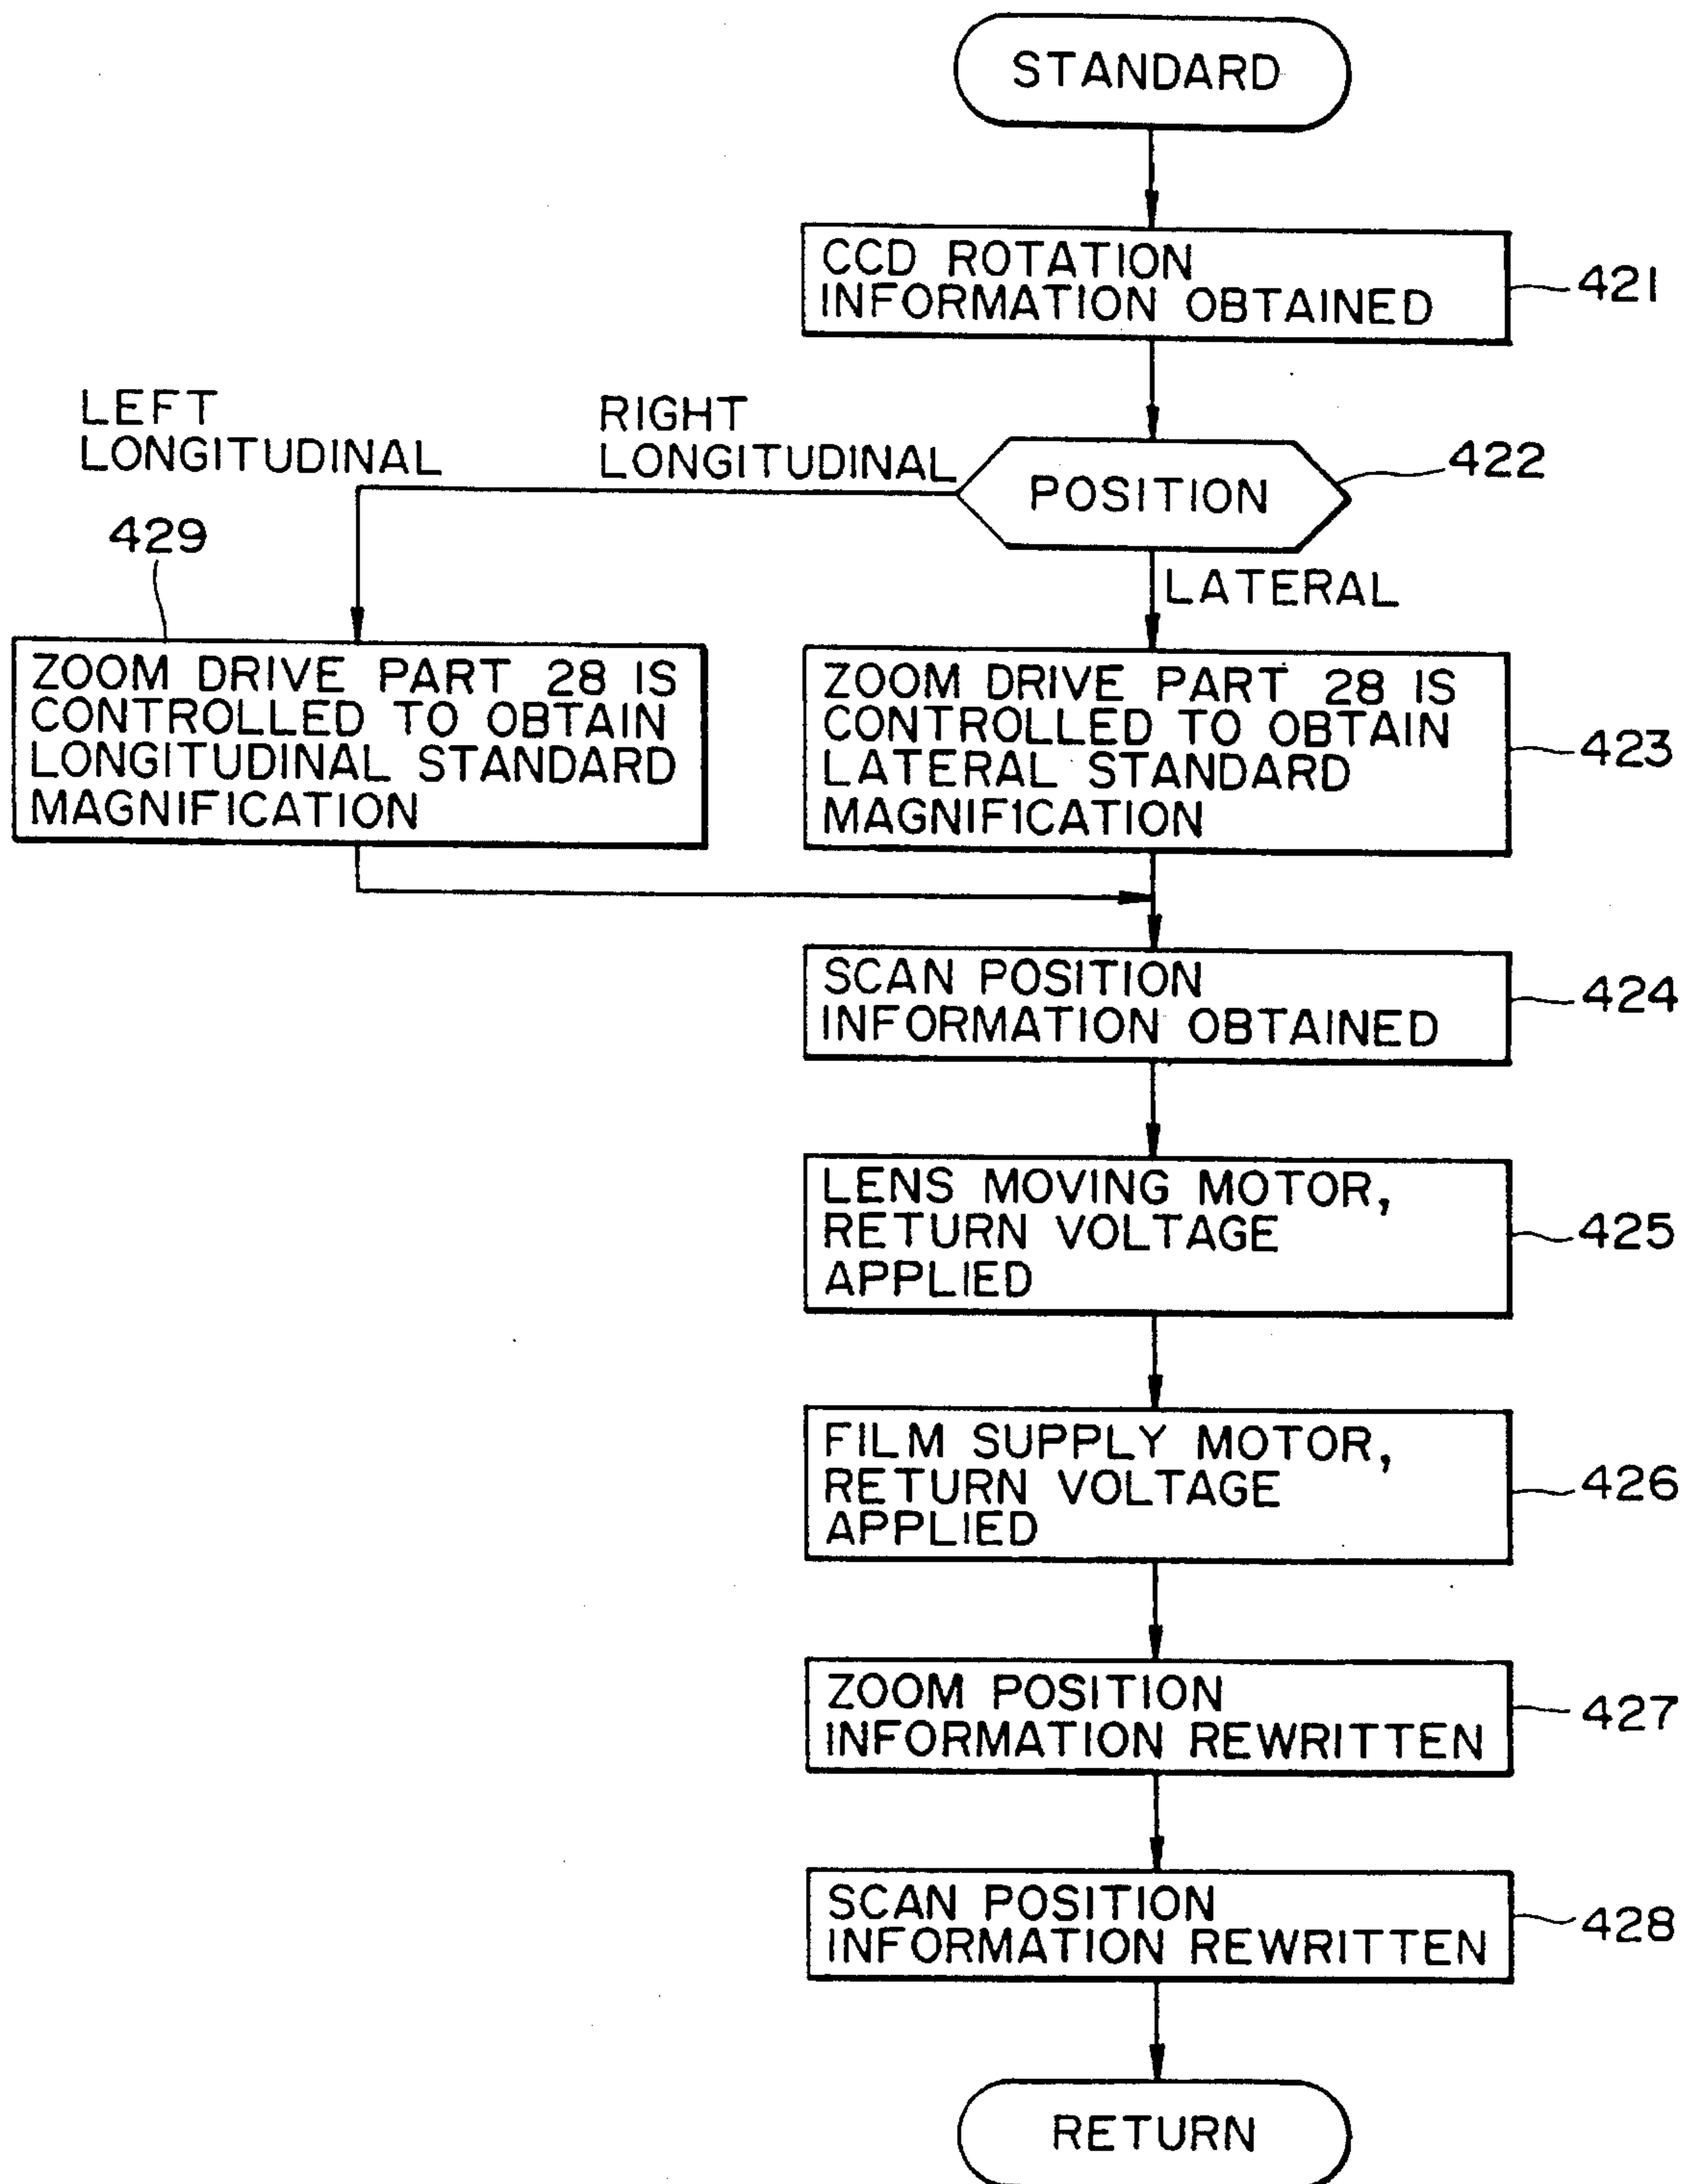 STANDARD
CCD ROTATION
INFORMATION OBTAINED
421
LEFT
LONGITUDINAL
RIGHT
LONGITUDINAL
POSITION
422
LATERAL
429
ZOOM DRIVE PART 28 IS
CONTROLLED TO OBTAIN
LONGITUDINAL STANDARD
MAGNIFICATION
ZOOM DRIVE PART 28 IS
CONTROLLED TO OBTAIN
LATERAL STANDARD
MAGNIFICATION
423
SCAN POSITION
INFORMATION OBTAINED
424
LENS MOVING MOTOR,
RETURN VOLTAGE
APPLIED
425
FILM SUPPLY MOTOR,
RETURN VOLTAGE
APPLIED
426
ZOOM POSITION
INFORMATION REWRITTEN
427
SCAN POSITION
INFORMATION REWRITTEN
428
RETURN